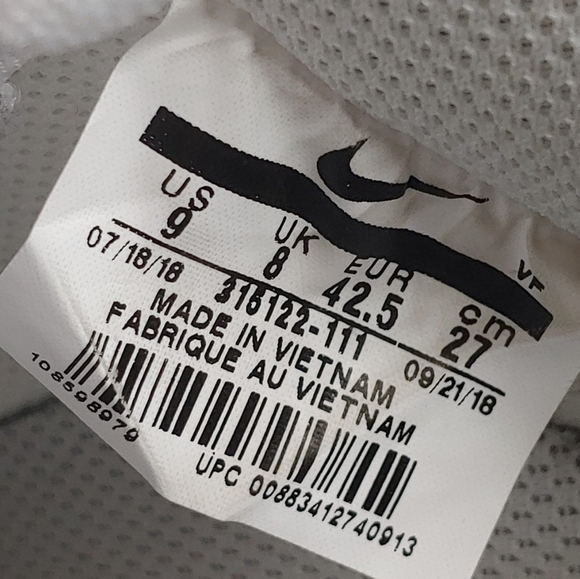 US UK EUR cm VF
9 8 42.5 27
07/18/18 315122-111 09/21/18
MADE IN VIETNAM
FABRIQUE AU VIETNAM
108598979
UPC 00883412740913